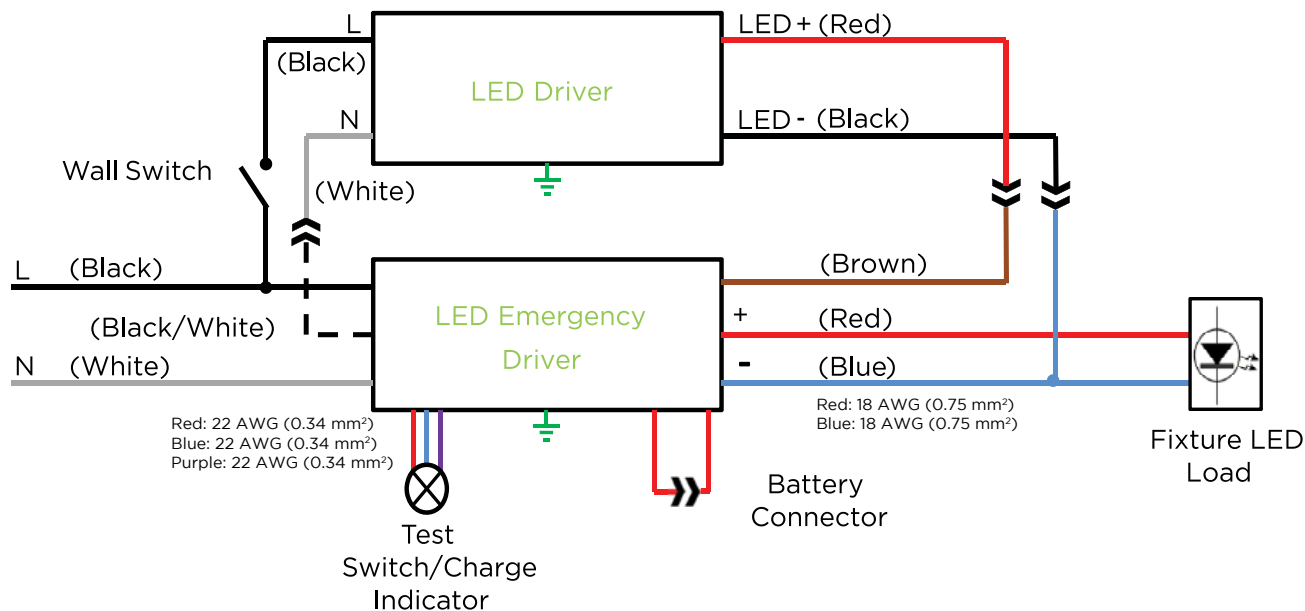 L
LED + (Red)
(Black)
LED Driver
N
LED - (Black)
Wall Switch
(White)
L
(Black)
(Brown)
(Black/White)
LED Emergency
Driver
+
(Red)
N
(White)
-
(Blue)
Red: 22 AWG (0.34 mm²)
Blue: 22 AWG (0.34 mm²)
Purple: 22 AWG (0.34 mm²)
Red: 18 AWG (0.75 mm²)
Blue: 18 AWG (0.75 mm²)
Fixture LED
Load
Battery
Connector
Test
Switch/Charge
Indicator